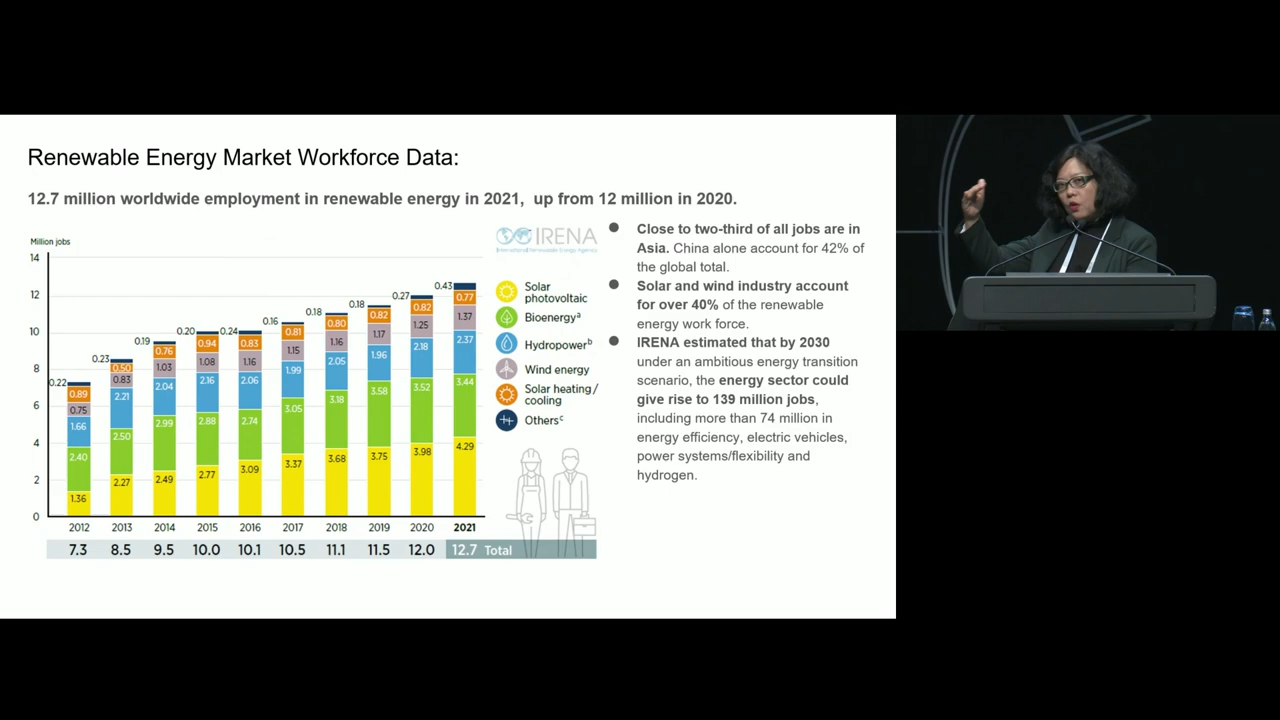 Renewable Energy Market Workforce Data:
12.7 million worldwide employment in renewable energy in 2021, up from 12 million in 2020.
Million jobs
14
12
10
8
6
4
2
0
0.22
0.89
0.75
1.66
2.40
1.36
0.23
0.50
0.83
2.21
2.50
2.27
0.19
0.76
1.03
2.04
2.99
2.49
0.20
0.94
1.08
2.16
2.88
2.77
0.24
0.83
1.16
2.06
2.74
3.09
0.16
0.81
1.15
1.99
3.05
3.37
0.18
0.80
1.16
2.05
3.18
3.68
0.18
0.82
1.17
1.96
3.58
3.75
0.27
0.82
1.25
2.18
3.52
3.98
0.43
0.77
1.37
2.37
3.44
4.29
2012 2013 2014 2015 2016 2017 2018 2019 2020 2021
7.3 8.5 9.5 10.0 10.1 10.5 11.1 11.5 12.0 12.7 Total
IRENA
International Renewable Energy Agency
Solar
photovoltaic
Bioenergyᵃ
Hydropowerᵇ
Wind energy
Solar heating/
cooling
Othersᶜ
● Close to two-third of all jobs are in
Asia. China alone account for 42% of
the global total.
● Solar and wind industry account
for over 40% of the renewable
energy work force.
● IRENA estimated that by 2030
under an ambitious energy transition
scenario, the energy sector could
give rise to 139 million jobs,
including more than 74 million in
energy efficiency, electric vehicles,
power systems/flexibility and
hydrogen.